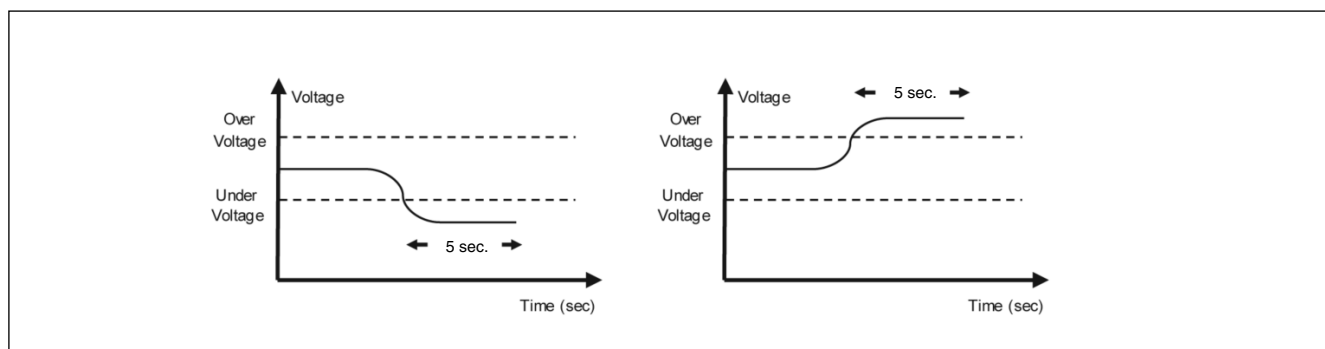 Voltage
Over
Voltage
Under
Voltage
5 sec.
Time (sec)
Voltage
5 sec.
Over
Voltage
Under
Voltage
Time (sec)